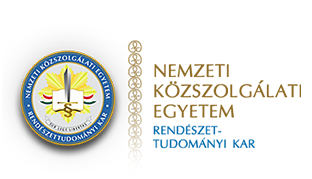 NEMZETI KÖZSZOLGÁLATI EGYETEM
RENDÉSZETTUDOMÁNYI KAR
NEMZETI
KÖZSZOLGÁLATI
EGYETEM
RENDÉSZET-
TUDOMÁNYI KAR